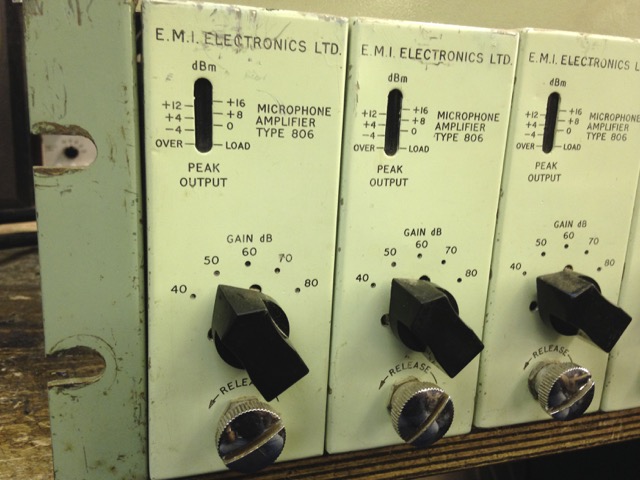 E.M.I. ELECTRONICS LTD.
dBm
+12 +16
+4 +8
-4 0
OVER LOAD
MICROPHONE
AMPLIFIER
TYPE 806
PEAK
OUTPUT
GAIN dB
40 50 60 70 80
RELEASE
E.M.I. ELECTRONICS LTD.
dBm
+12 +16
+4 +8
-4 0
OVER LOAD
MICROPHONE
AMPLIFIER
TYPE 806
PEAK
OUTPUT
GAIN dB
40 50 60 70 80
RELEASE
E.M.I. ELECTRONICS L
dBm
+12 +16
+4 +8
-4 0
OVER LOAD
MICROPHONE
AMPLIFIER
TYPE 806
PEAK
OUTPUT
GAIN dB
40 50 60 70 80
RELEASE